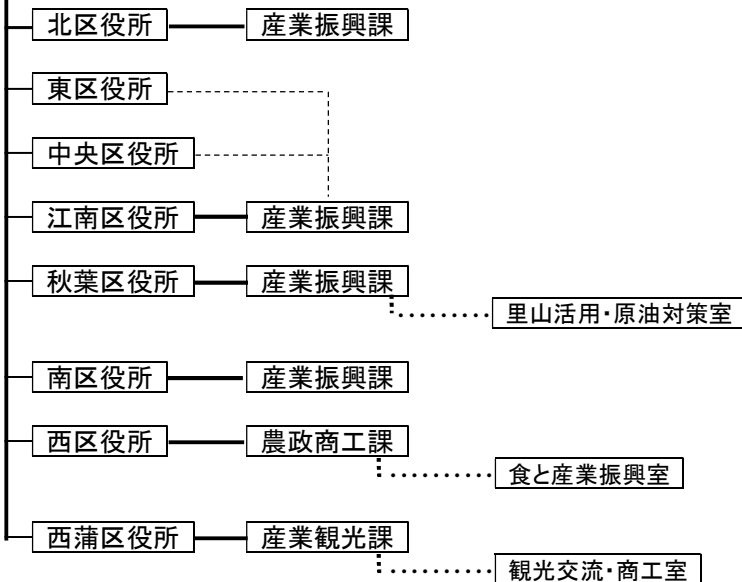 北区役所 産業振興課
東区役所
中央区役所
江南区役所 産業振興課
秋葉区役所 産業振興課
里山活用・原油対策室
南区役所 産業振興課
西区役所 農政商工課
食と産業振興室
西蒲区役所 産業観光課
観光交流・商工室